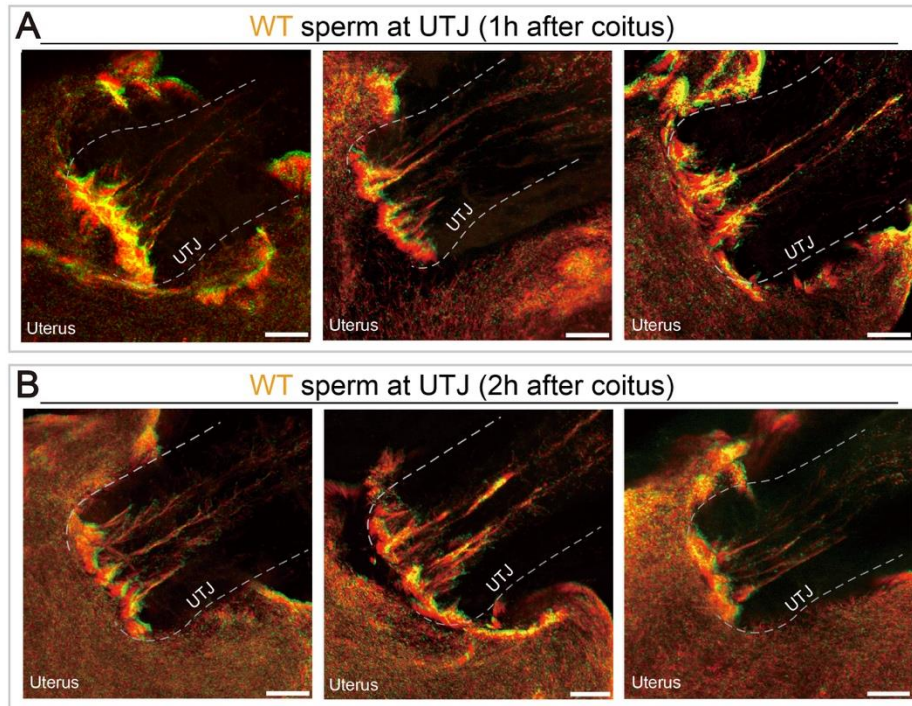 A
WT sperm at UTJ (1h after coitus)
UTJ
Uterus
UTJ
Uterus
UTJ
Uterus
B
WT sperm at UTJ (2h after coitus)
UTJ
Uterus
UTJ
Uterus
UTJ
Uterus